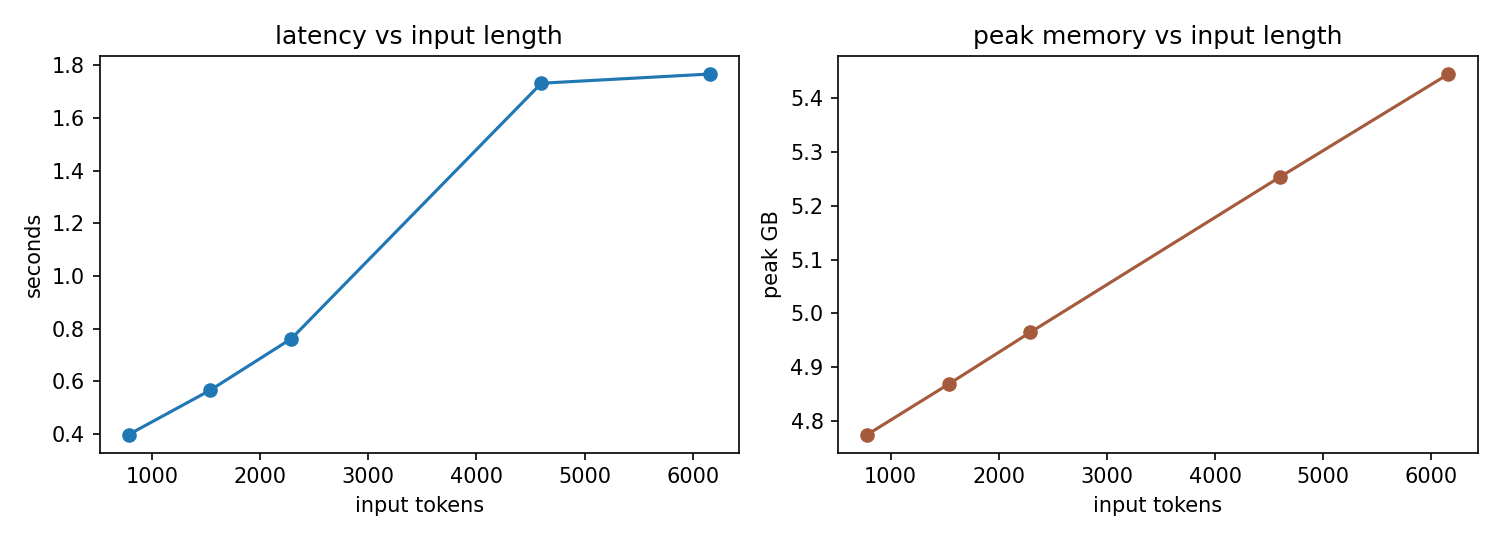 latency vs input length
1.8
1.6
1.4
1.2
1.0
0.8
0.6
0.4
seconds
1000 2000 3000 4000 5000 6000
input tokens
peak memory vs input length
5.4
5.3
5.2
5.1
5.0
4.9
4.8
peak GB
1000 2000 3000 4000 5000 6000
input tokens